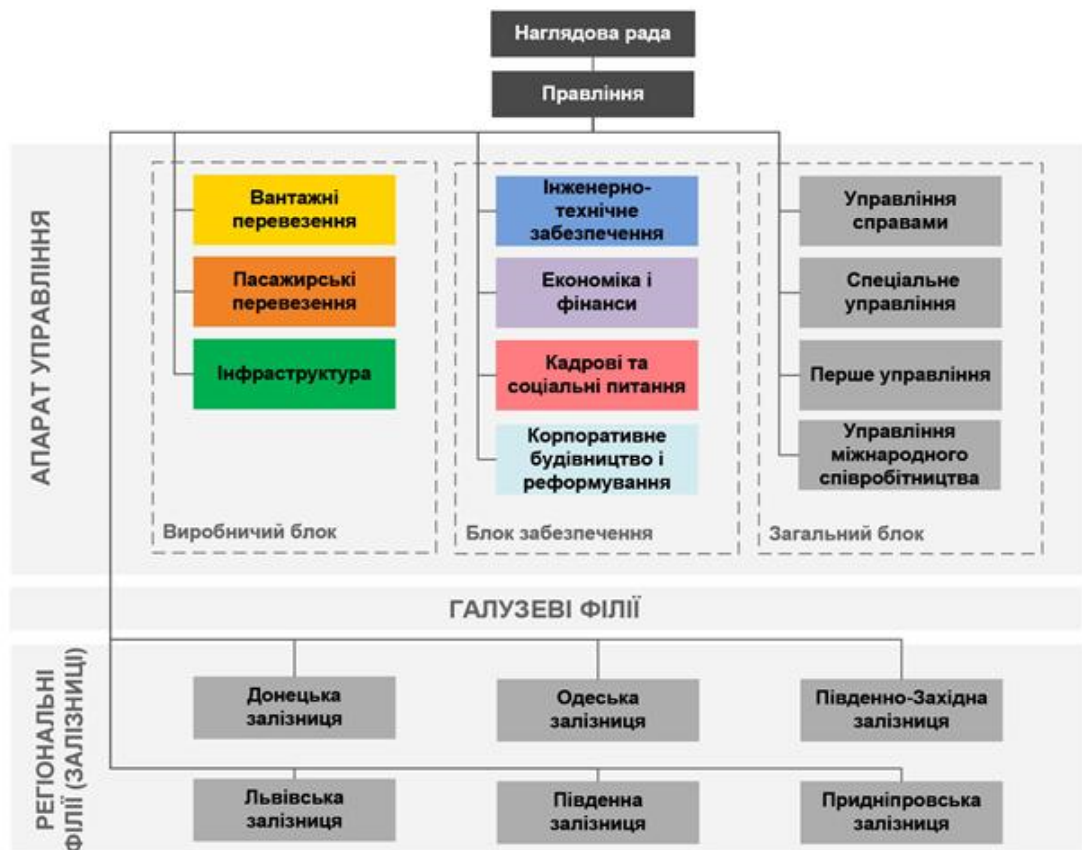 Наглядова рада
Правління
АПАРАТ УПРАВЛІННЯ
Вантажні
перевезення
Пасажирські
перевезення
Інфраструктура
Виробничий блок
Інженерно-
технічне
забезпечення
Економіка і
фінанси
Кадрові та
соціальні питання
Корпоративне
будівництво і
реформування
Блок забезпечення
Управління
справами
Спеціальне
управління
Перше управління
Управління
міжнародного
співробітництва
Загальний блок
ГАЛУЗЕВІ ФІЛІЇ
РЕГІОНАЛЬНІ
ФІЛІЇ (ЗАЛІЗНИЦІ)
Донецька
залізниця
Одеська
залізниця
Південно-Західна
залізниця
Львівська
залізниця
Південна
залізниця
Придніпровська
залізниця